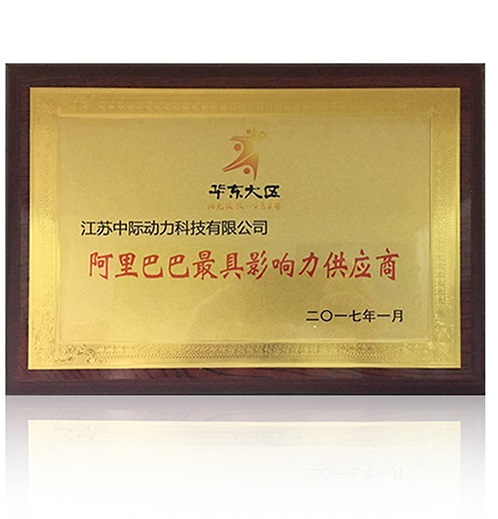 华东大区
江苏中际动力科技有限公司
阿里巴巴最具影响力供应商
二〇一七年一月